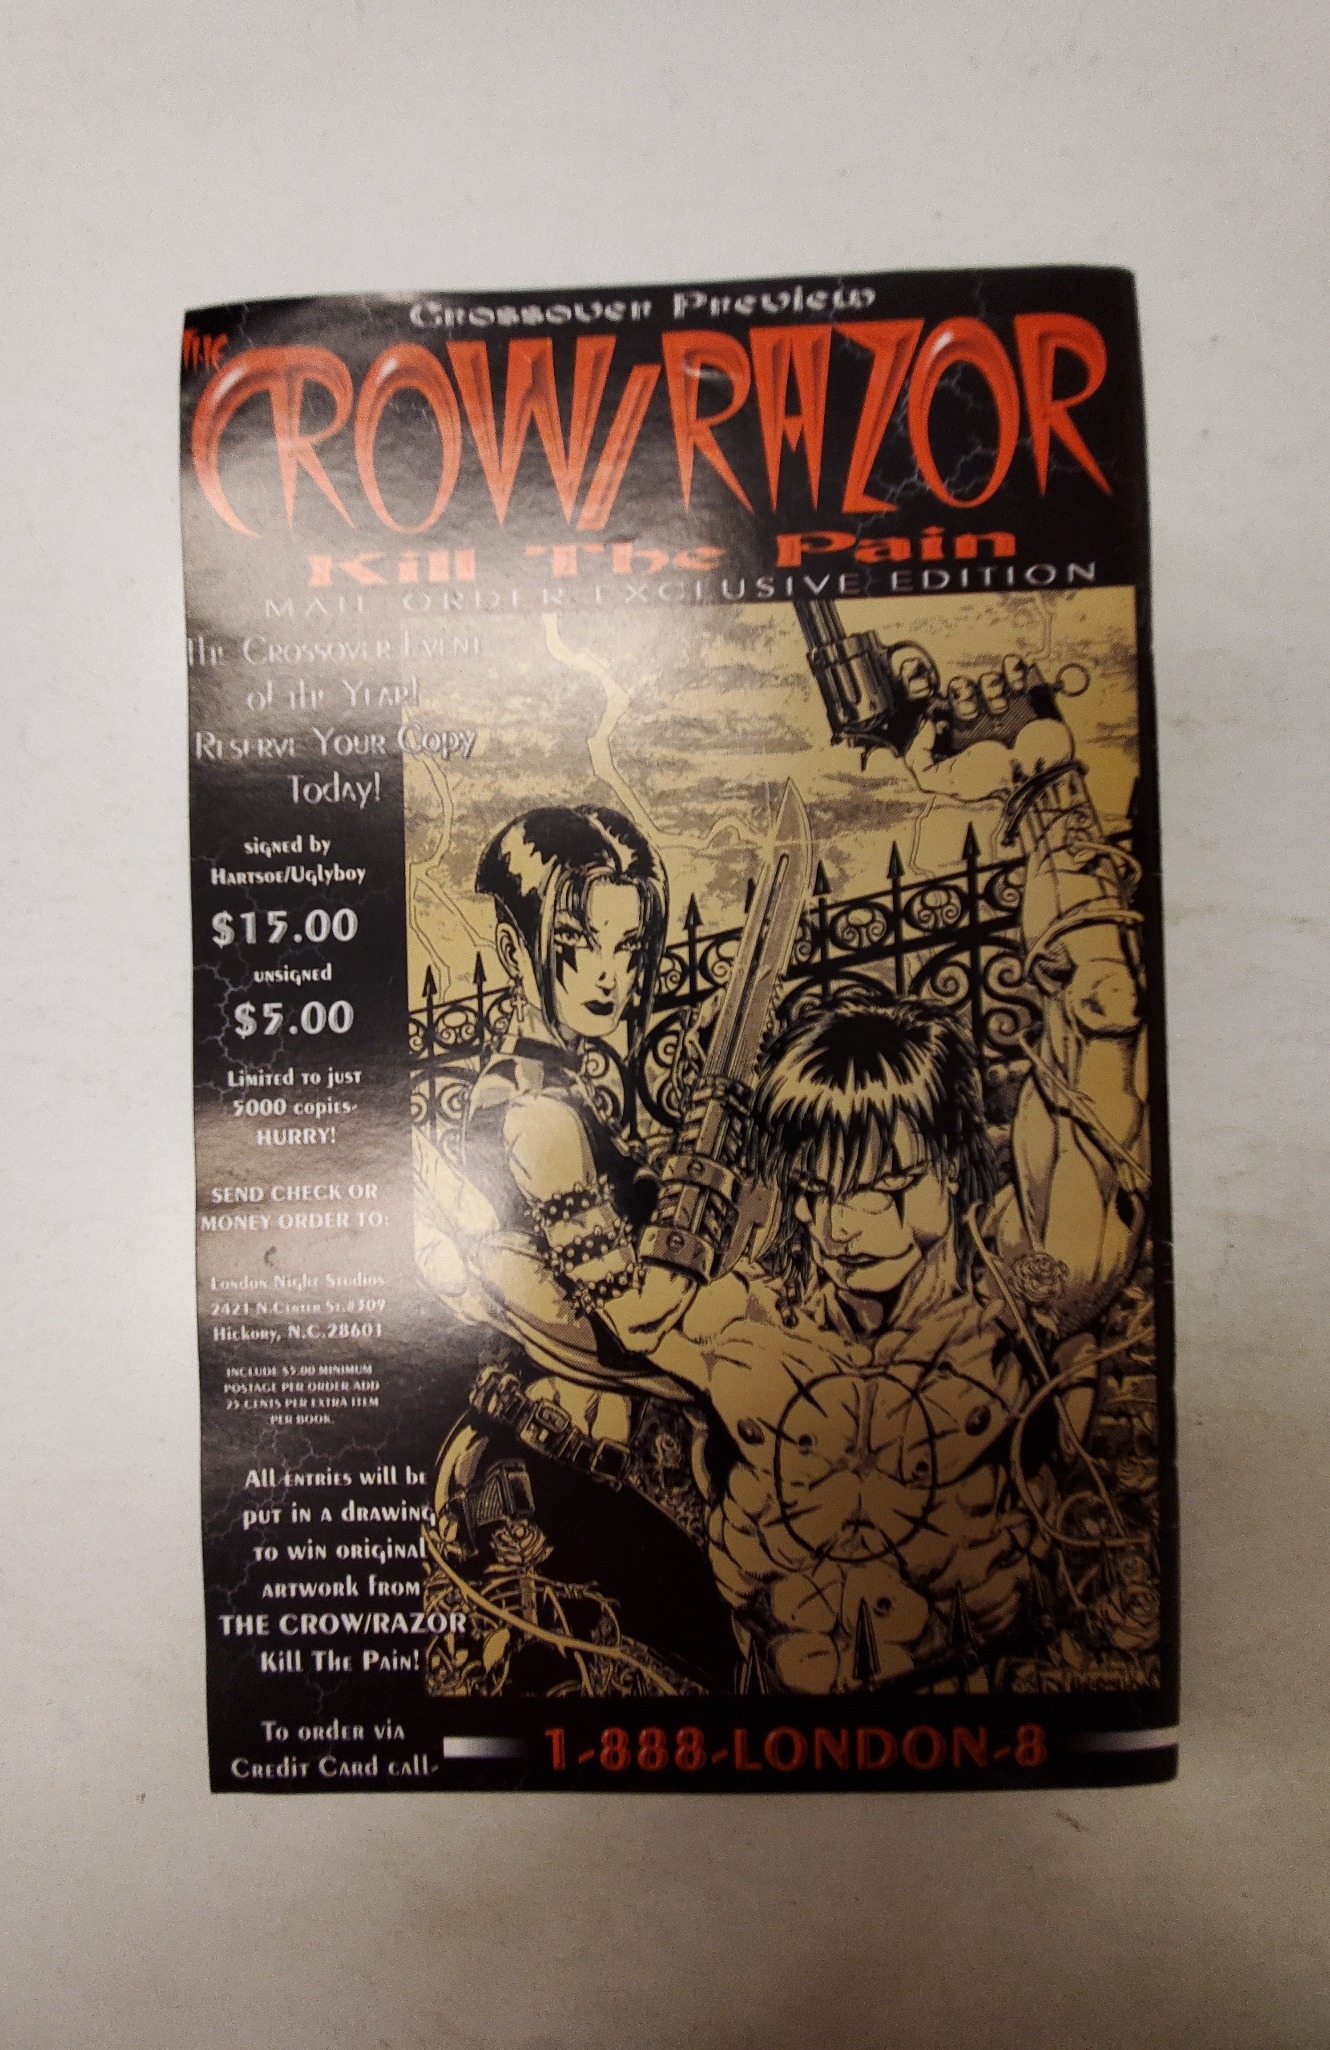 Crossover Preview
THE
CROW/RAZOR
Kill The Pain
MAIL ORDER EXCLUSIVE EDITION
The Crossover Event
of the Year!
Reserve Your Copy
Today!
signed by
Hartsoe/Uglyboy
$15.00
unsigned
$5.00
Limited to just
5000 copies-
HURRY!
SEND CHECK OR
MONEY ORDER TO:
London Night Studios
2421 N.Center St.#309
Hickory, N.C.28601
INCLUDE $5.00 MINIMUM
POSTAGE PER ORDER ADD
25 CENTS PER EXTRA ITEM
PER BOOK.
All entries will be
put in a drawing
to win original
artwork from
THE CROW/RAZOR
Kill The Pain!
To order via
Credit Card call-
1-888-LONDON-8